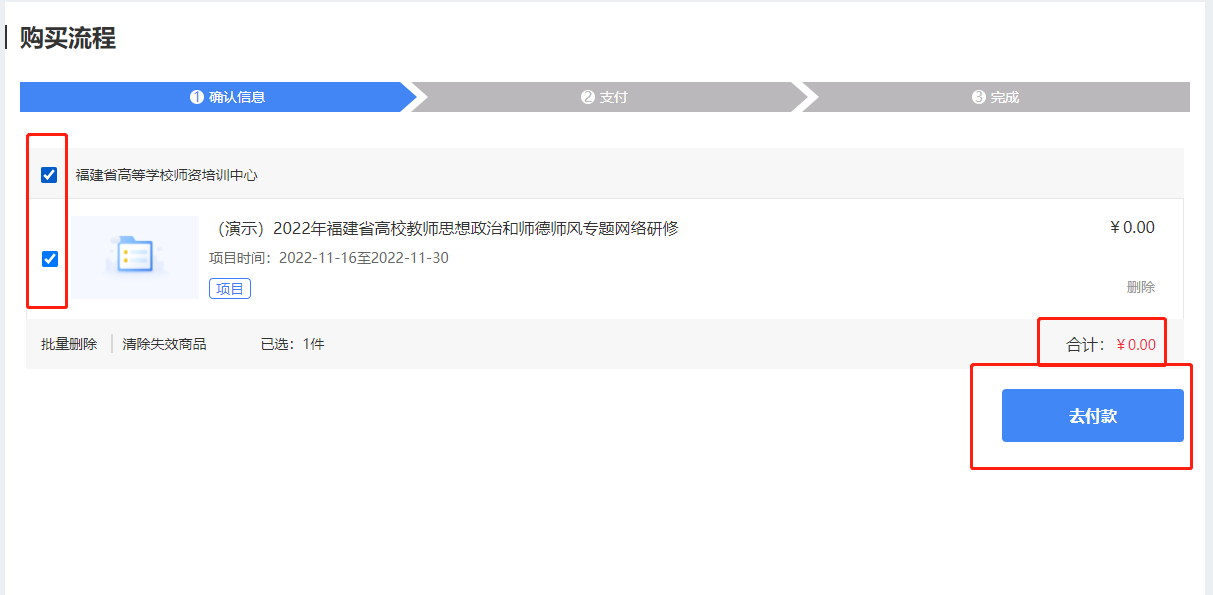 购买流程
1 确认信息
2 支付
3 完成
福建省高等学校师资培训中心
（演示）2022年福建省高校教师思想政治和师德师风专题网络研修
￥0.00
项目时间：2022-11-16至2022-11-30
项目
删除
批量删除 清除失效商品 已选：1件 合计：￥0.00
去付款